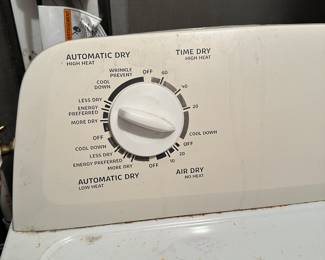 AUTOMATIC DRY
HIGH HEAT
TIME DRY
HIGH HEAT
WRINKLE
PREVENT
OFF
60
COOL
DOWN
40
LESS DRY
ENERGY
PREFERRED
20
MORE DRY
OFF
COOL DOWN
COOL DOWN
OFF
LESS DRY
20
ENERGY PREFERRED
10
MORE DRY
OFF
AUTOMATIC DRY
LOW HEAT
AIR DRY
NO HEAT